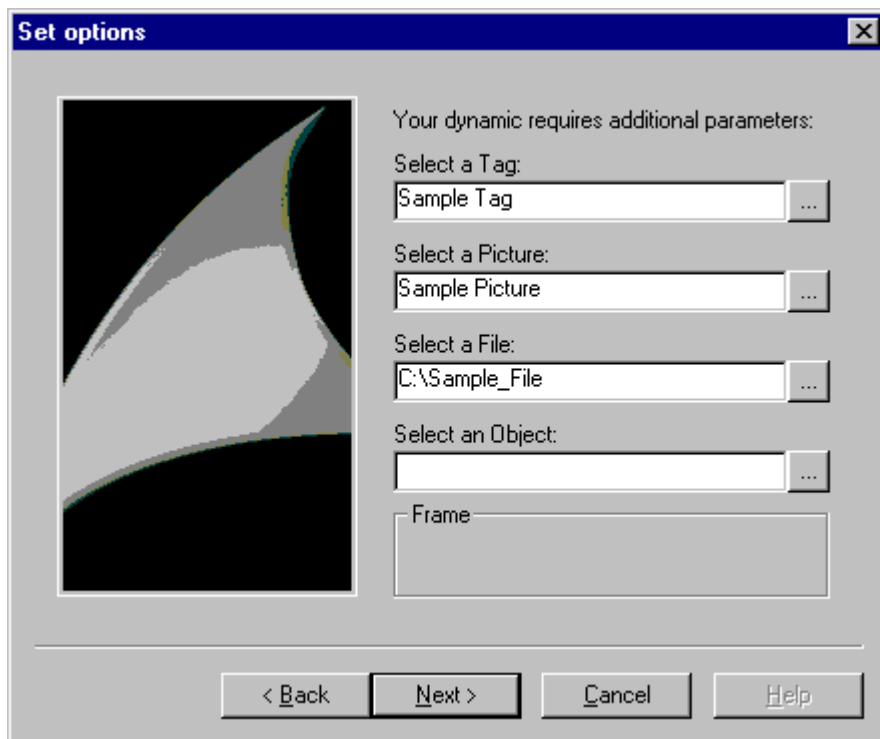 Set options
Your dynamic requires additional parameters:
Select a Tag:
Sample Tag
...
Select a Picture:
Sample Picture
...
Select a File:
C:\Sample_File
...
Select an Object:
...
Frame
< Back
Next >
Cancel
Help